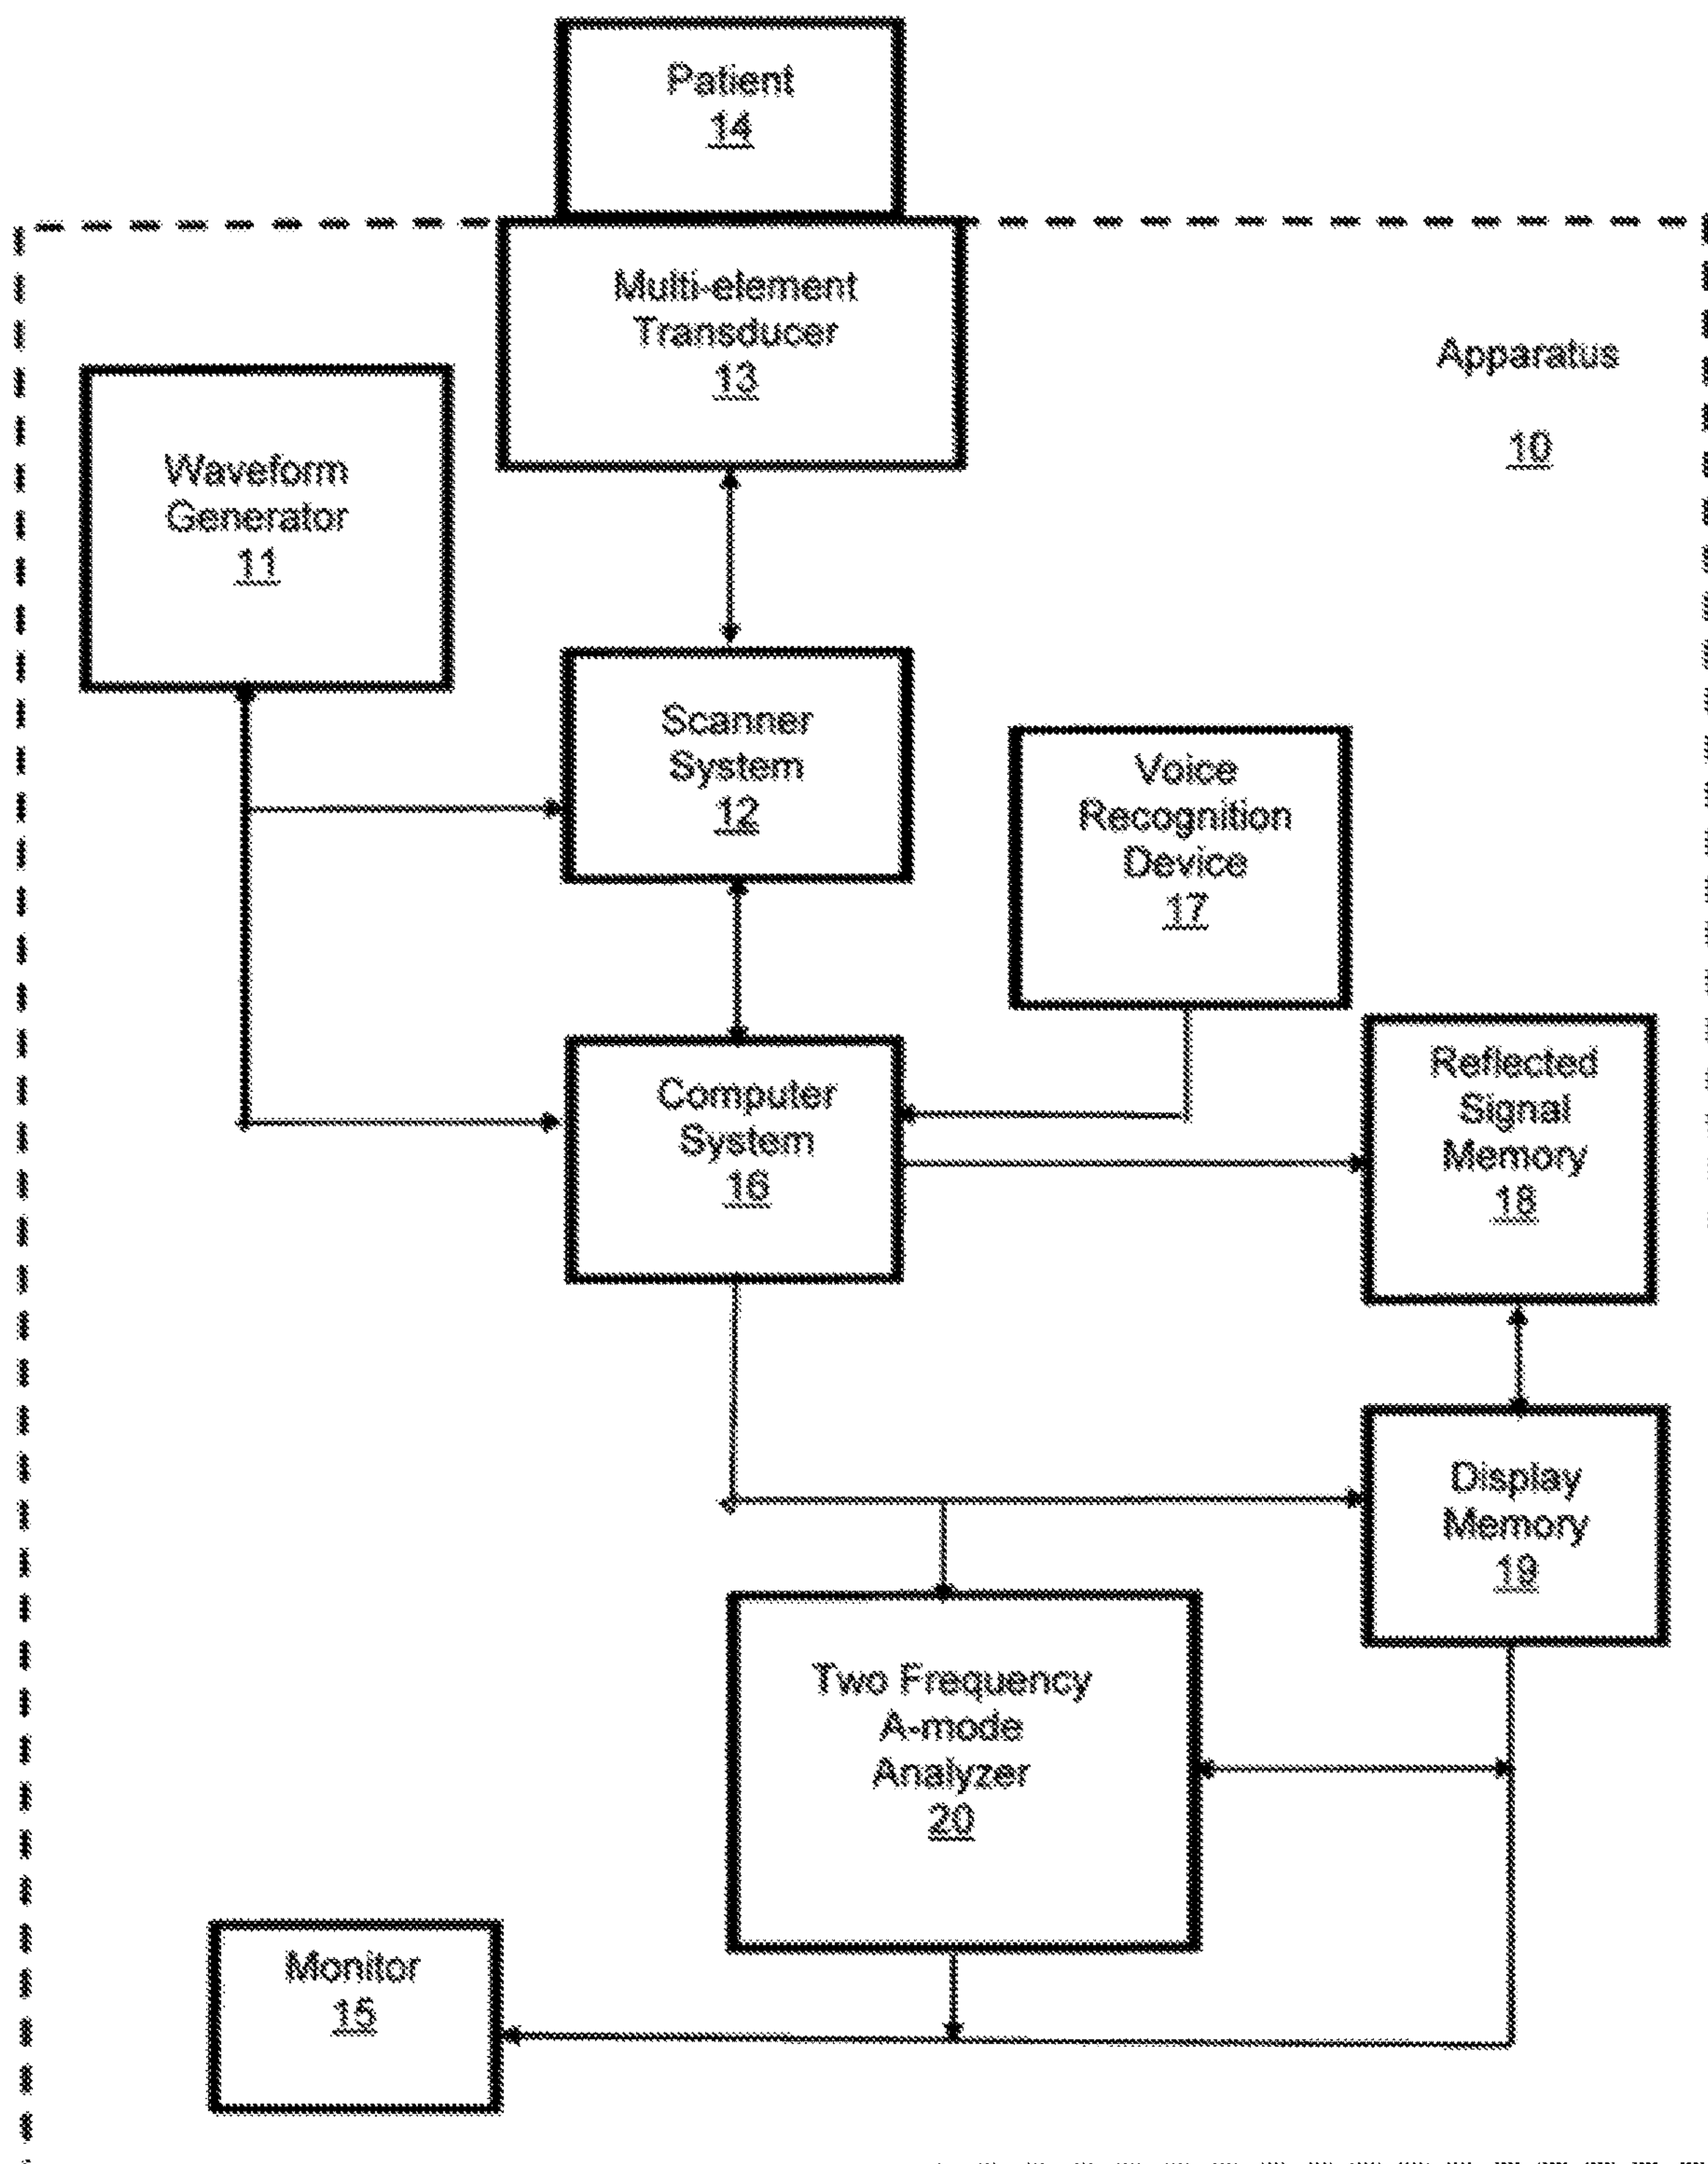 Patient
14
Multi-element
Transducer
13
Apparatus
10
Waveform
Generator
11
Scanner
System
12
Voice
Recognition
Device
17
Computer
System
16
Reflected
Signal
Memory
18
Display
Memory
19
Two Frequency
A-mode
Analyzer
20
Monitor
15